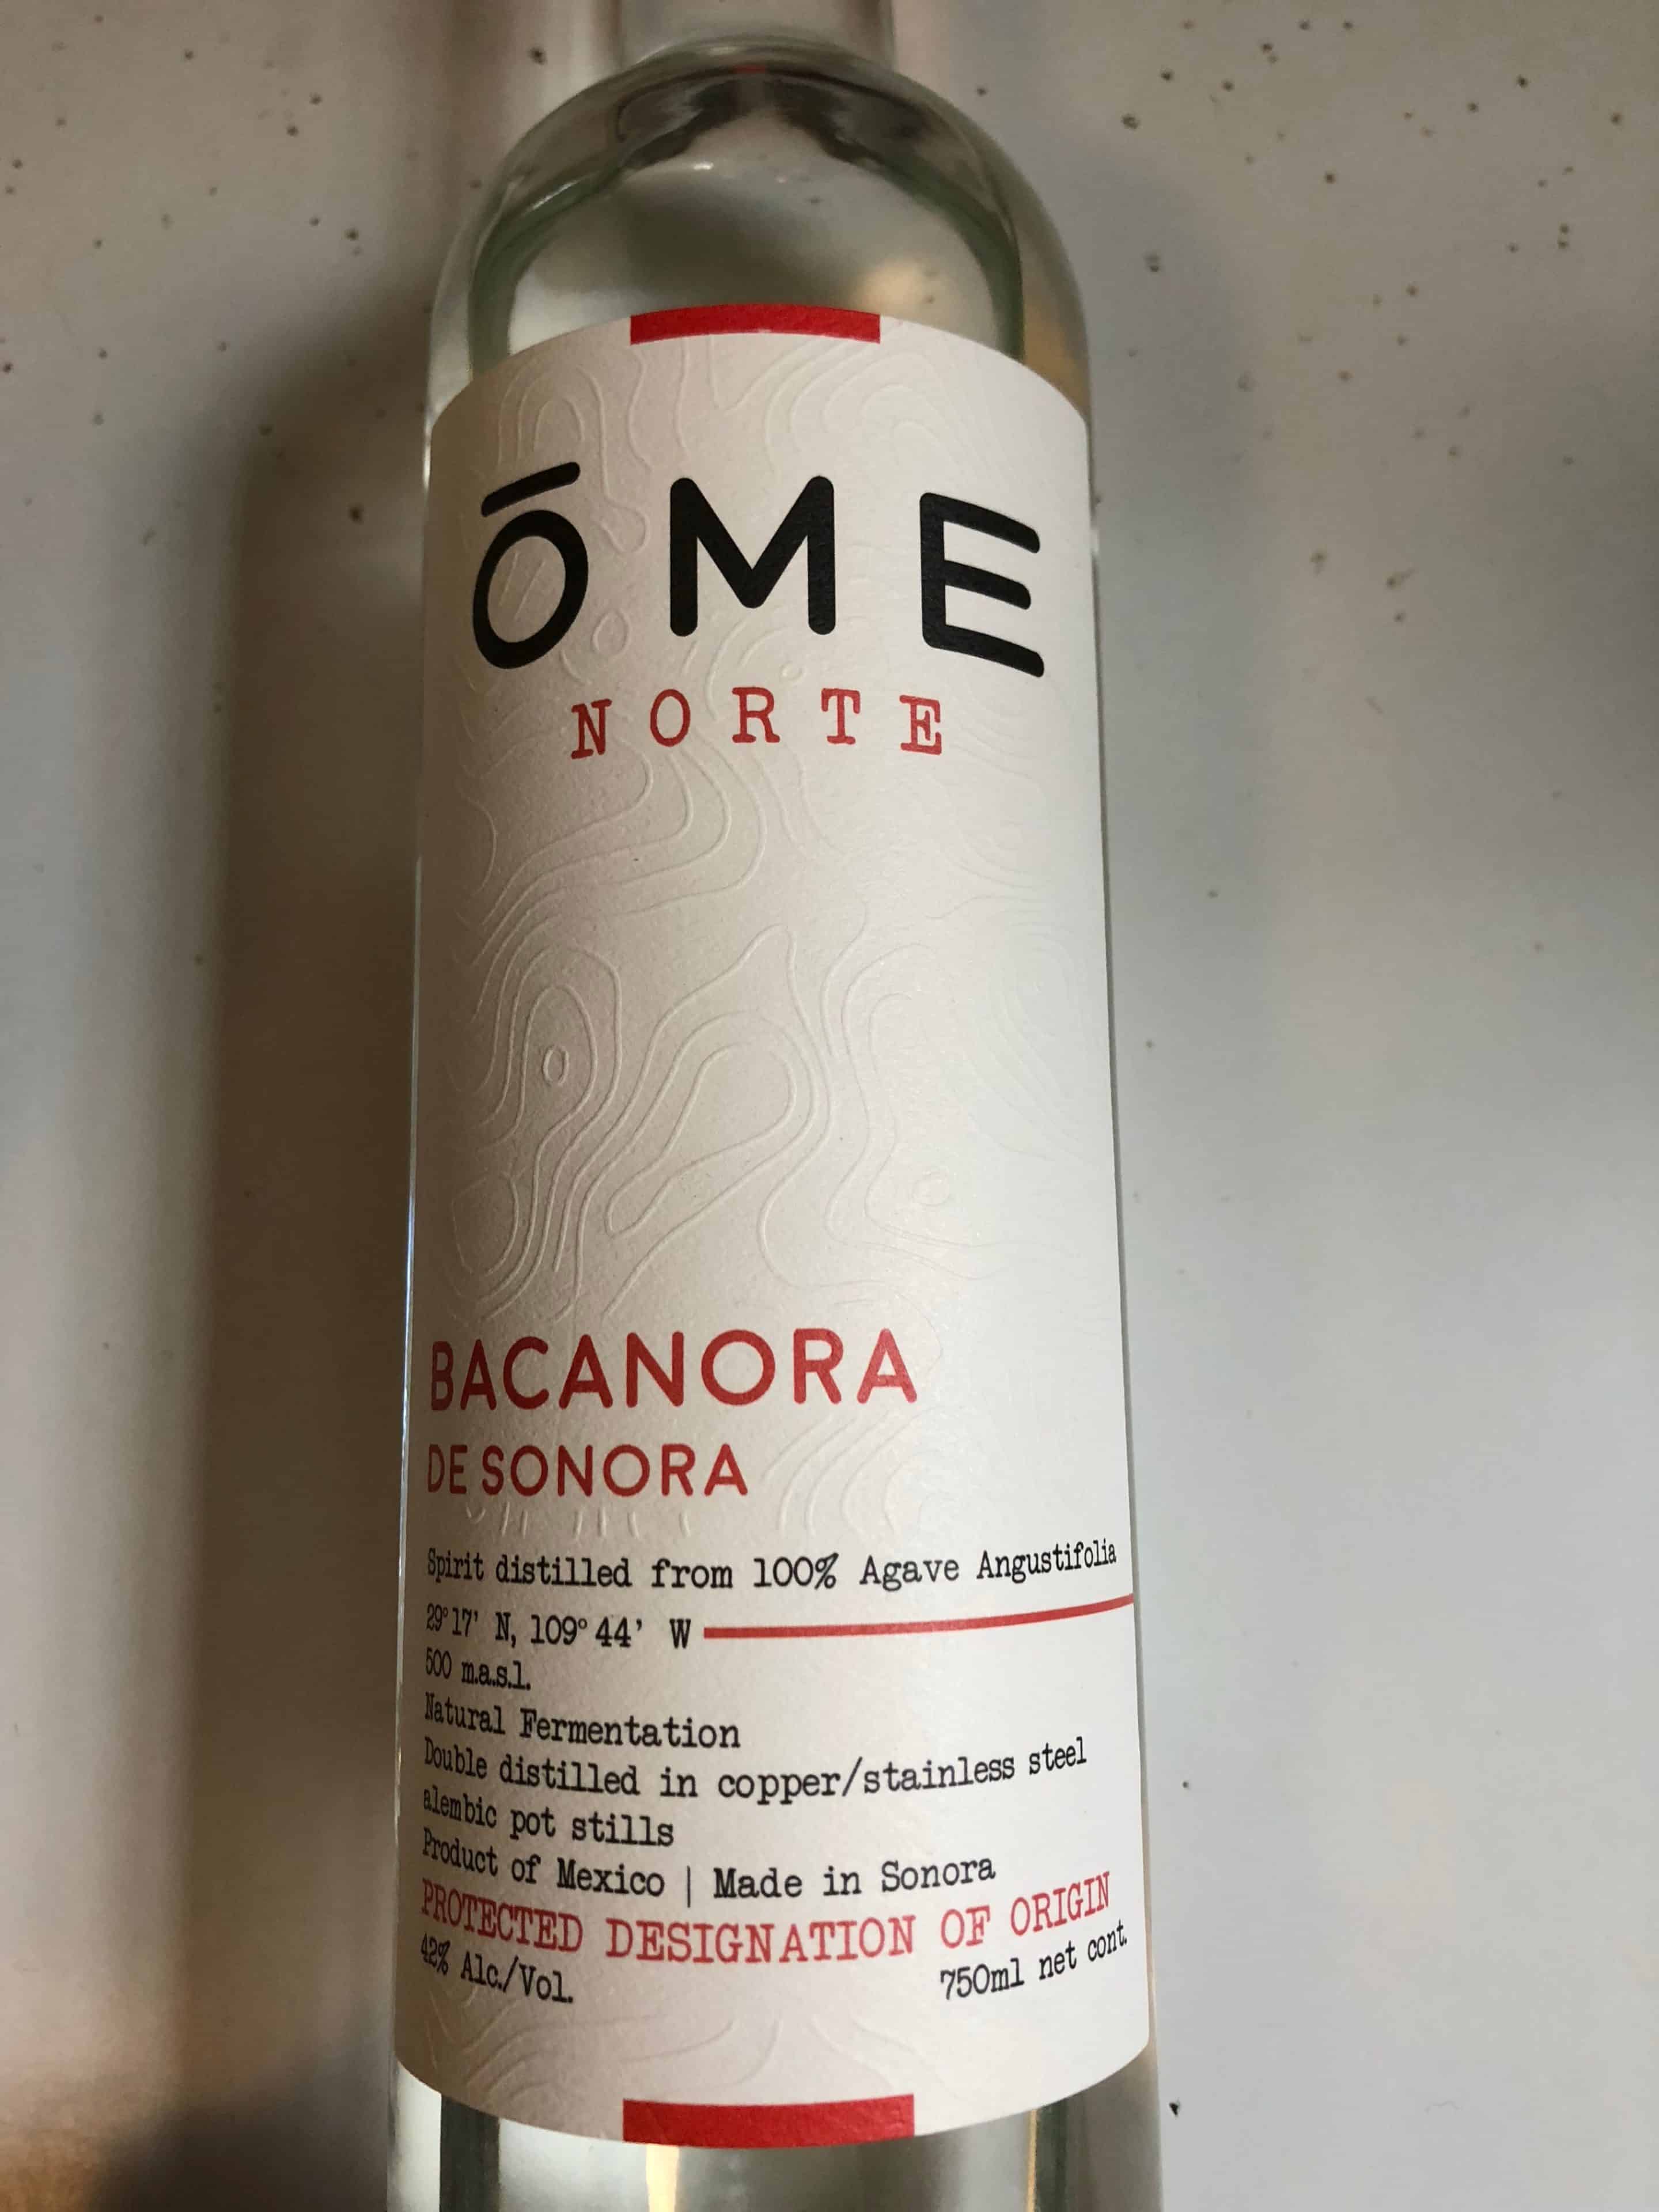 ŌME
NORTE
BACANORA
DE SONORA
Spirit distilled from 100% Agave Angustifolia
29°17' N, 109°44' W
500 m.a.s.l.
Natural Fermentation
Double distilled in copper/stainless steel
alembic pot stills
Product of Mexico | Made in Sonora
PROTECTED DESIGNATION OF ORIGIN
42% Alc./Vol. 750ml net cont.